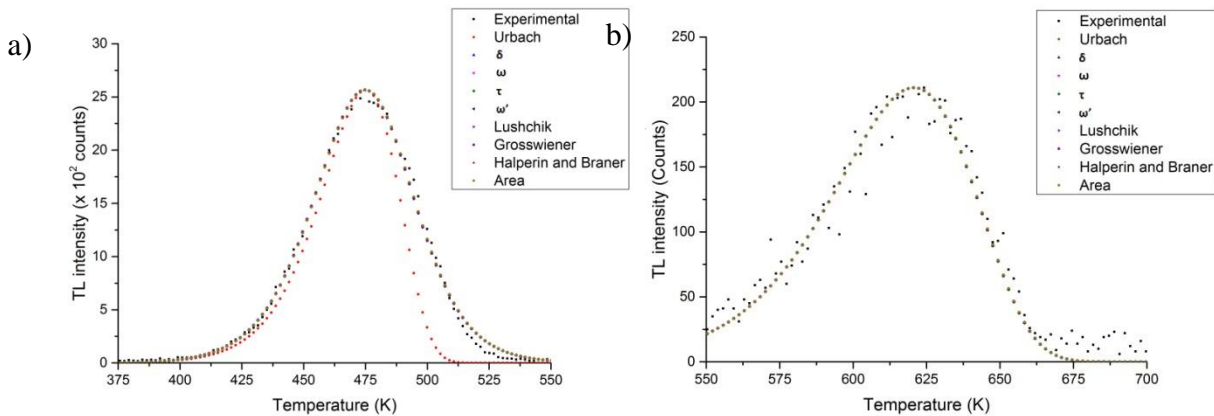 a)
TL intensity (x 10² counts)
30
25
20
15
10
5
0
375 400 425 450 475 500 525 550
Temperature (K)
Experimental
Urbach
δ
ω
τ
ω'
Lushchik
Grosswiener
Halperin and Braner
Area
b)
TL intensity (Counts)
250
200
150
100
50
0
550 575 600 625 650 675 700
Temperature (K)
Experimental
Urbach
δ
ω
τ
ω'
Lushchik
Grosswiener
Halperin and Braner
Area